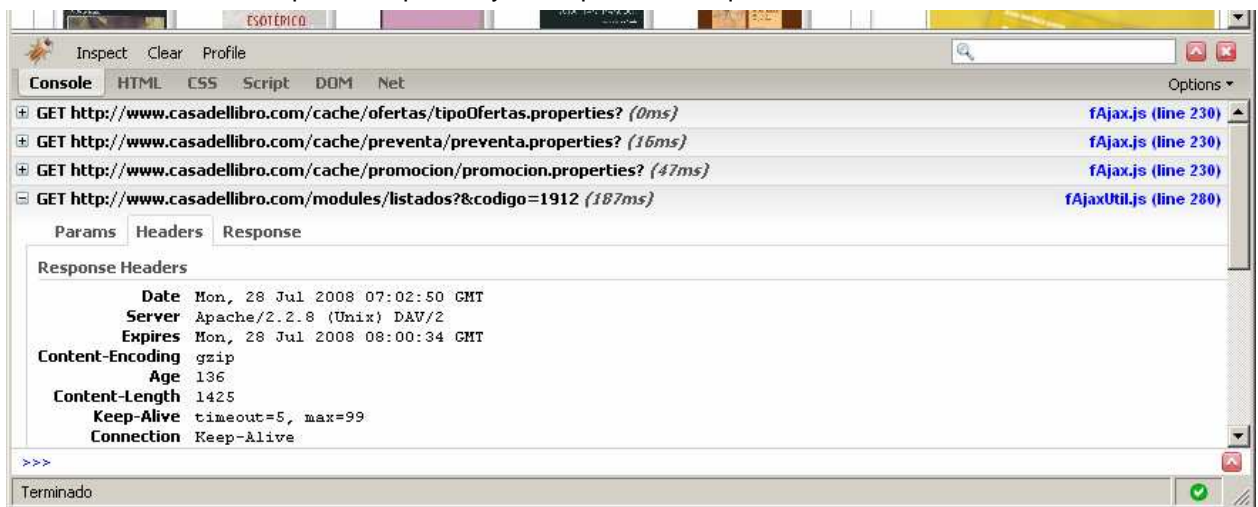 ESOTÉRICO
Inspect Clear Profile
Console HTML CSS Script DOM Net Options
GET http://www.casadellibro.com/cache/ofertas/tipoOfertas.properties? (0ms) fAjax.js (line 230)
GET http://www.casadellibro.com/cache/preventa/preventa.properties? (16ms) fAjax.js (line 230)
GET http://www.casadellibro.com/cache/promocion/promocion.properties? (47ms) fAjax.js (line 230)
GET http://www.casadellibro.com/modules/listados?&codigo=1912 (187ms) fAjaxUtil.js (line 280)
Params Headers Response
Response Headers
Date Mon, 28 Jul 2008 07:02:50 GMT
Server Apache/2.2.8 (Unix) DAV/2
Expires Mon, 28 Jul 2008 08:00:34 GMT
Content-Encoding gzip
Age 136
Content-Length 1425
Keep-Alive timeout=5, max=99
Connection Keep-Alive
>>>
Terminado